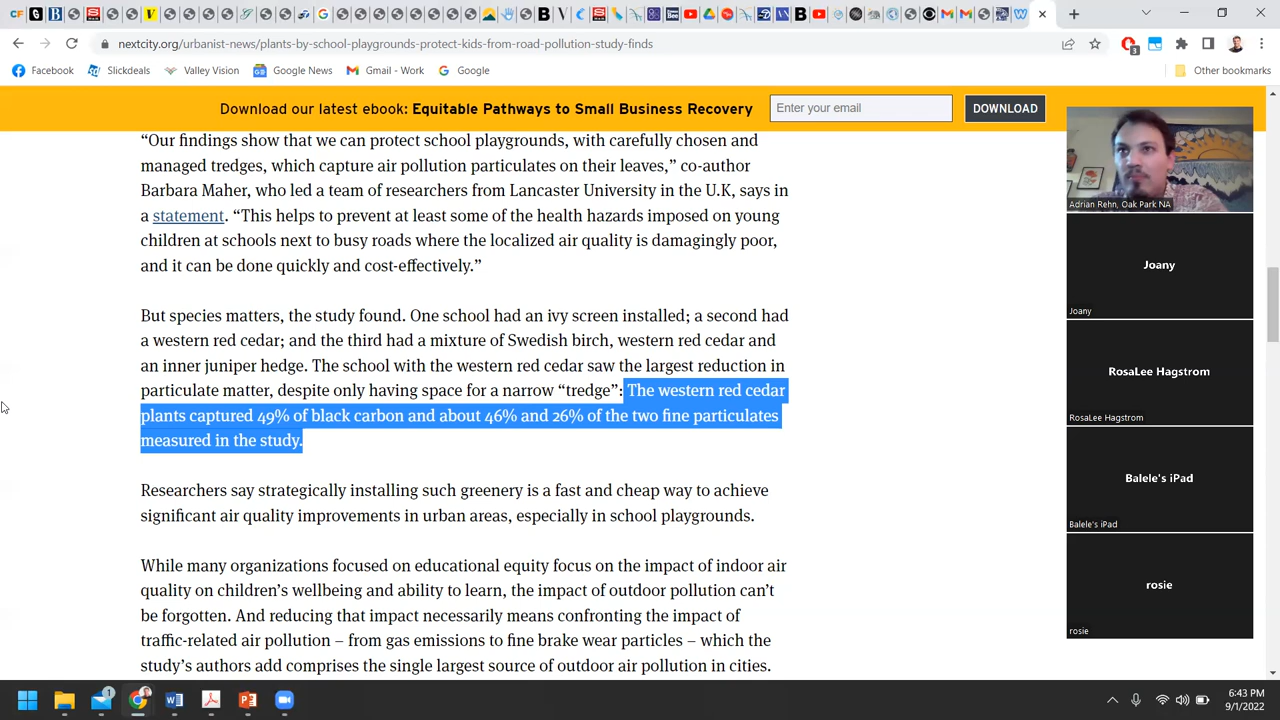 nextcity.org/urbanist-news/plants-by-school-playgrounds-protect-kids-from-road-pollution-study-finds
3
Facebook
Slickdeals
Valley Vision
Google News
Gmail - Work
Google
Other bookmarks
Download our latest ebook: Equitable Pathways to Small Business Recovery
Enter your email
DOWNLOAD
“Our findings show that we can protect school playgrounds, with carefully chosen and
managed tredges, which capture air pollution particulates on their leaves,” co-author
Barbara Maher, who led a team of researchers from Lancaster University in the U.K, says in
a statement. “This helps to prevent at least some of the health hazards imposed on young
children at schools next to busy roads where the localized air quality is damagingly poor,
and it can be done quickly and cost-effectively.”
But species matters, the study found. One school had an ivy screen installed; a second had
a western red cedar; and the third had a mixture of Swedish birch, western red cedar and
an inner juniper hedge. The school with the western red cedar saw the largest reduction in
particulate matter, despite only having space for a narrow “tredge”: The western red cedar
plants captured 49% of black carbon and about 46% and 26% of the two fine particulates
measured in the study.
Researchers say strategically installing such greenery is a fast and cheap way to achieve
significant air quality improvements in urban areas, especially in school playgrounds.
While many organizations focused on educational equity focus on the impact of indoor air
quality on children’s wellbeing and ability to learn, the impact of outdoor pollution can’t
be forgotten. And reducing that impact necessarily means confronting the impact of
traffic-related air pollution – from gas emissions to fine brake wear particles – which the
study’s authors add comprises the single largest source of outdoor air pollution in cities.
Adrian Rehn, Oak Park NA
Joany
Joany
RosaLee Hagstrom
RosaLee Hagstrom
Balele's iPad
Balele's iPad
rosie
rosie
1
6:43 PM
9/1/2022